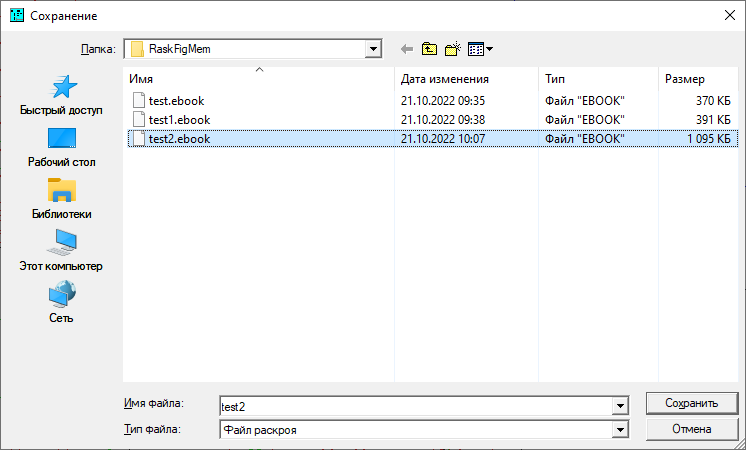 Сохранение
Папка: RaskFigMem
Имя Дата изменения Тип Размер
test.ebook 21.10.2022 09:35 Файл "EBOOK" 370 КБ
test1.ebook 21.10.2022 09:38 Файл "EBOOK" 391 КБ
test2.ebook 21.10.2022 10:07 Файл "EBOOK" 1 095 КБ
Быстрый доступ
Рабочий стол
Библиотеки
Этот компьютер
Сеть
Имя файла: test2 Сохранить
Тип файла: Файл раскроя Отмена